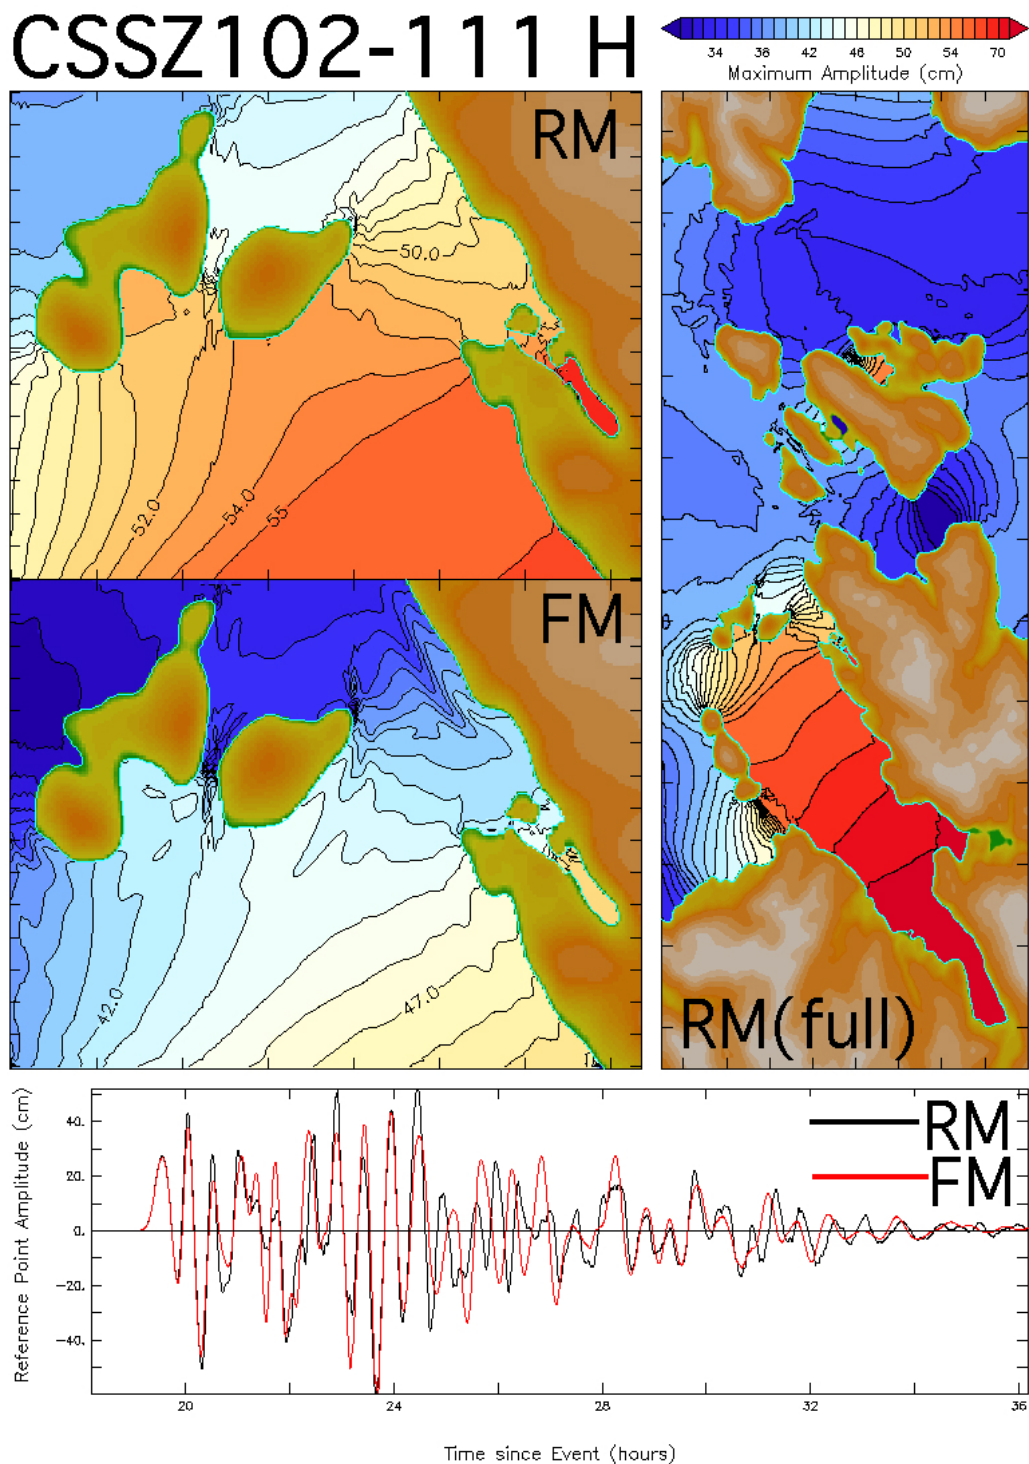 CSSZ102-111 H
34 38 42 46 50 54 70
Maximum Amplitude (cm)
RM
50.0
52.0
54.0
55
FM
42.0
47.0
RM(full)
Reference Point Amplitude (cm)
40.
20.
0.
-20.
-40.
RM
FM
20 24 28 32 36
Time since Event (hours)